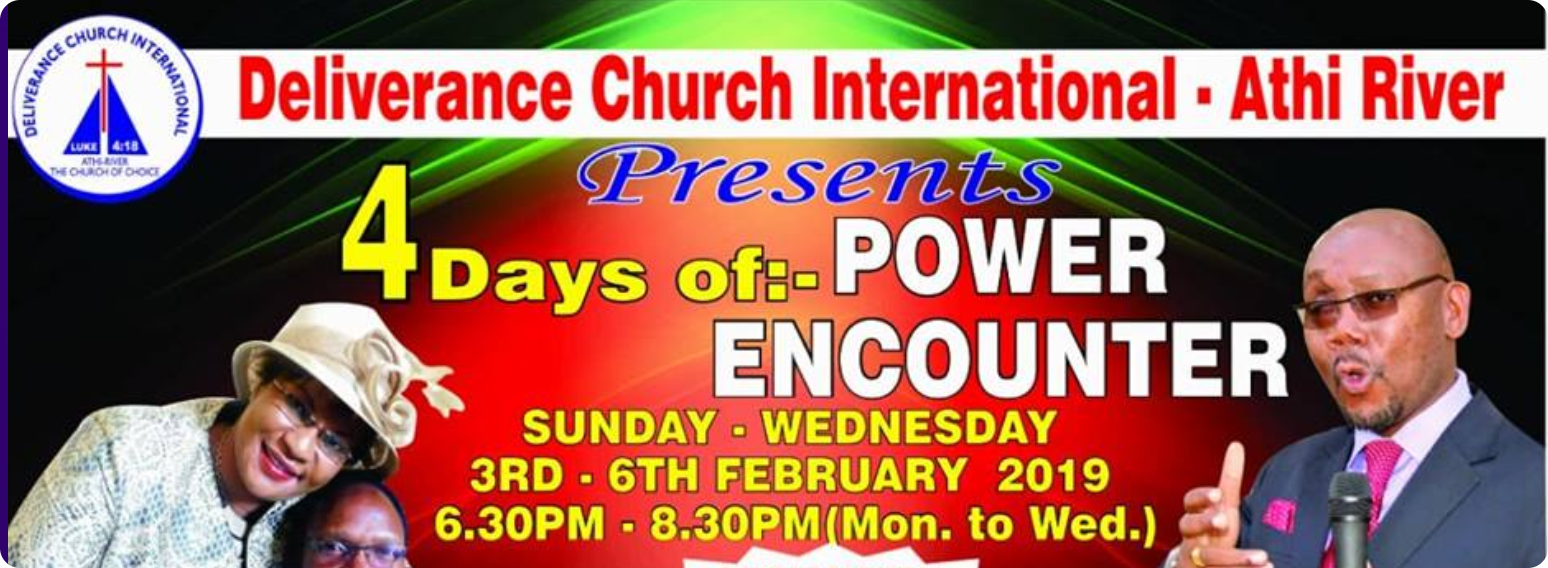 DELIVERANCE CHURCH INTERNATIONAL
LUKE 4:18
ATHI-RIVER
THE CHURCH OF CHOICE
Deliverance Church International - Athi River
Presents
4 Days of:- POWER
ENCOUNTER
SUNDAY - WEDNESDAY
3RD - 6TH FEBRUARY 2019
6.30PM - 8.30PM(Mon. to Wed.)